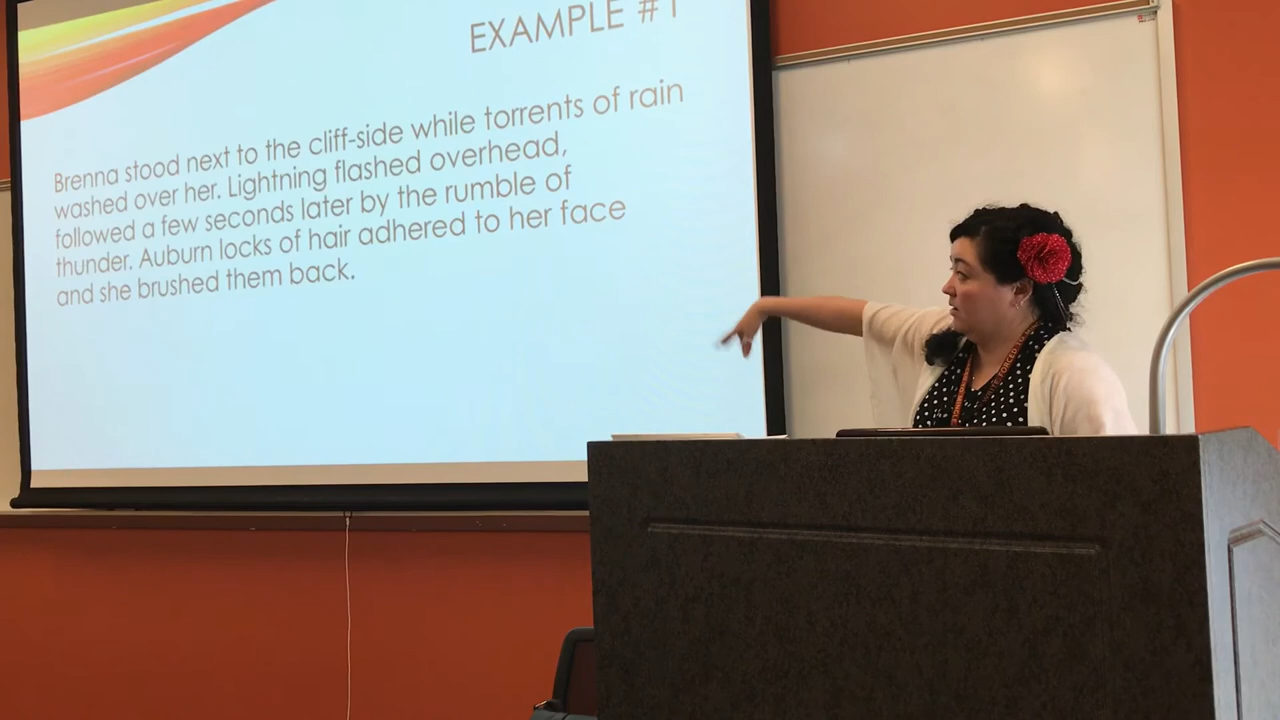 EXAMPLE #1
Brenna stood next to the cliff-side while torrents of rain
washed over her. Lightning flashed overhead,
followed a few seconds later by the rumble of
thunder. Auburn locks of hair adhered to her face
and she brushed them back.
FORCED TO